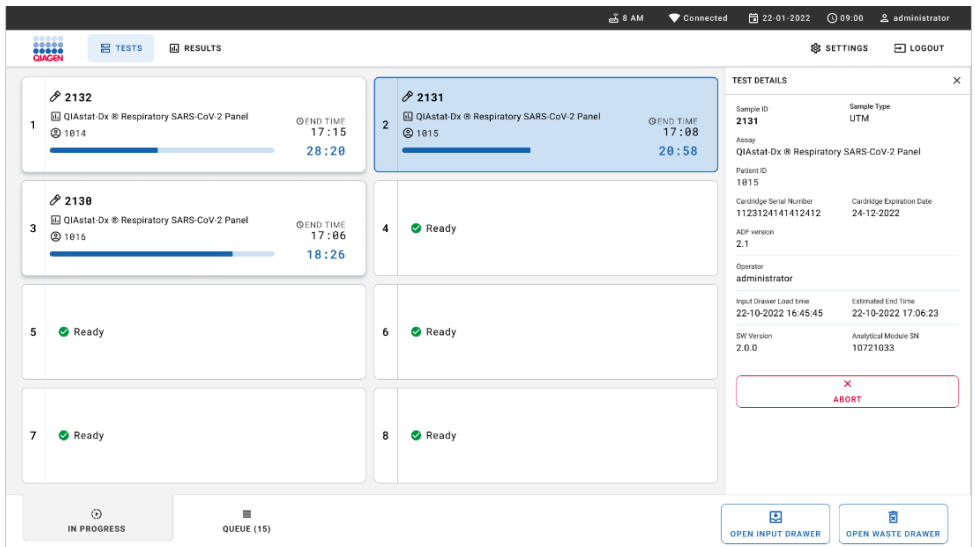 8 AM Connected 22-01-2022 09:00 administrator
QIAGEN TESTS RESULTS SETTINGS LOGOUT
1
2132
QIAstat-Dx ® Respiratory SARS-CoV-2 Panel
1014
END TIME
17:15
28:20
2
2131
QIAstat-Dx ® Respiratory SARS-CoV-2 Panel
1015
END TIME
17:08
20:58
3
2130
QIAstat-Dx ® Respiratory SARS-CoV-2 Panel
1016
END TIME
17:06
18:26
4 Ready
5 Ready
6 Ready
7 Ready
8 Ready
TEST DETAILS
Sample ID Sample Type
2131 UTM
Assay
QIAstat-Dx ® Respiratory SARS-CoV-2 Panel
Patient ID
1015
Cardridge Serial Number Cardridge Expiration Date
1123124141412412 24-12-2022
ADF version
2.1
Operator
administrator
Input Drawer Load time Estimated End Time
22-10-2022 16:45:45 22-10-2022 17:06:23
SW Version Analytical Module SN
2.0.0 10721033
ABORT
IN PROGRESS QUEUE (15) OPEN INPUT DRAWER OPEN WASTE DRAWER